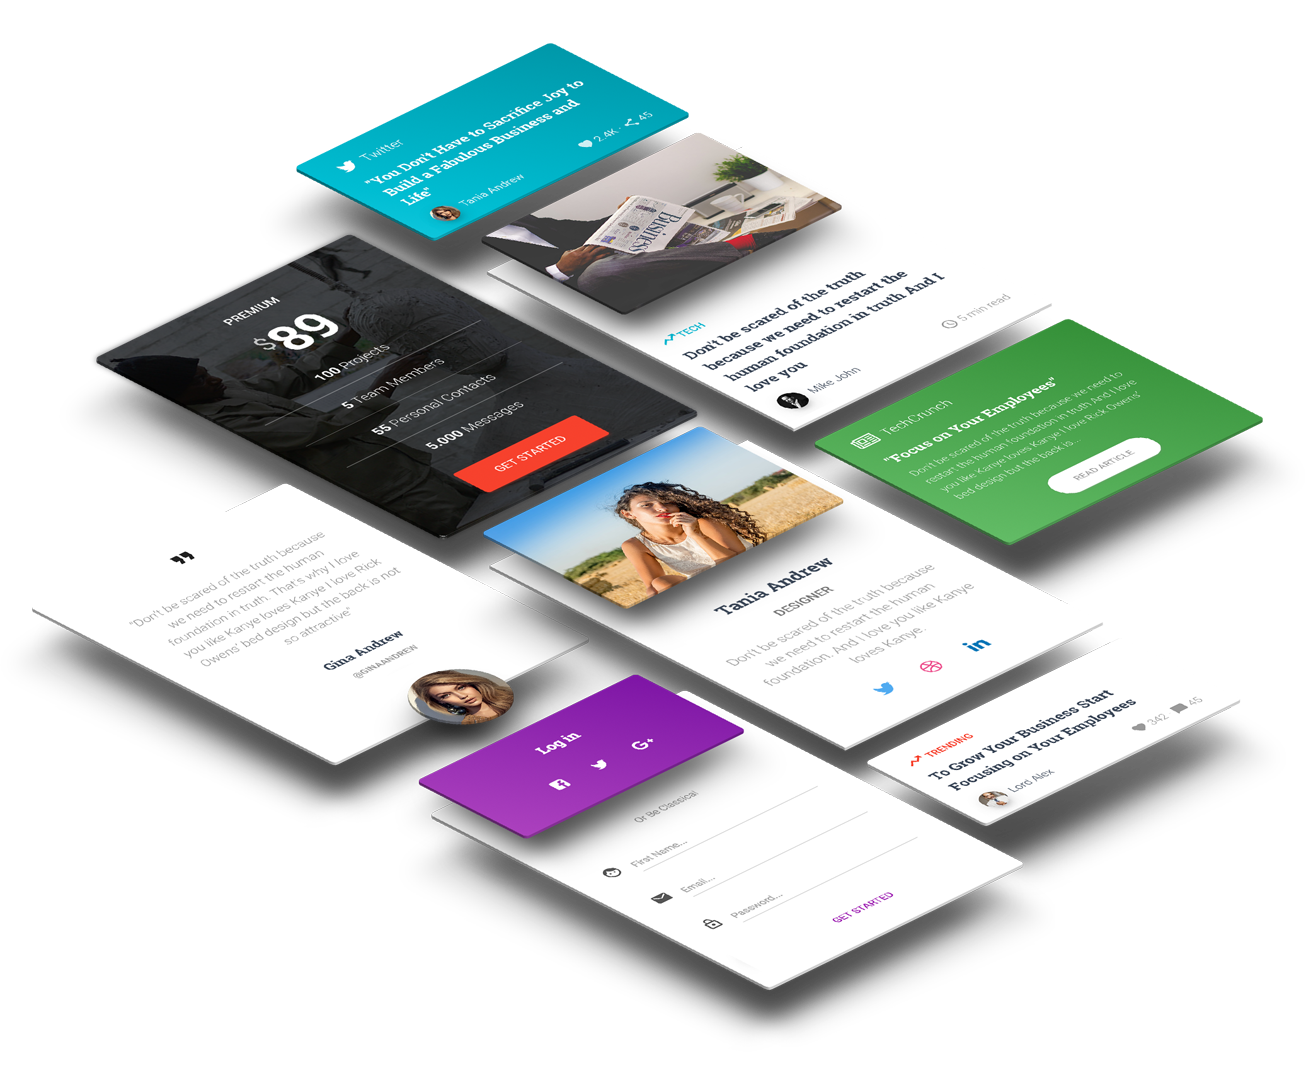 Twitter
"You Don't Have to Sacrifice Joy to
Build a Fabulous Business and
Life"
Tania Andrew
2.4K · 45
Business
TECH
Don't be scared of the truth
because we need to restart the
human foundation in truth And I
love you
Mike John
5 min read
PREMIUM
$89
100 Projects
5 Team Members
55 Personal Contacts
5.000 Messages
GET STARTED
TechCrunch
"Focus on Your Employees"
Don't be scared of the truth because we need to
restart the human foundation in truth And I love
you like Kanye loves Kanye I love Rick Owens'
bed design but the back is...
READ ARTICLE
"Don't be scared of the truth because
we need to restart the human
foundation in truth. That's why I love
you like Kanye loves Kanye I love Rick
Owens' bed design but the back is not
so attractive"
Gina Andrew
@GINAANDREW
Tania Andrew
DESIGNER
Don't be scared of the truth because
we need to restart the human
foundation. And I love you like Kanye
loves Kanye.
in
TRENDING
To Grow Your Business Start
Focusing on Your Employees
Lord Alex
342 · 45
Log in
G+
Or Be Classical
First Name...
Email...
Password...
GET STARTED